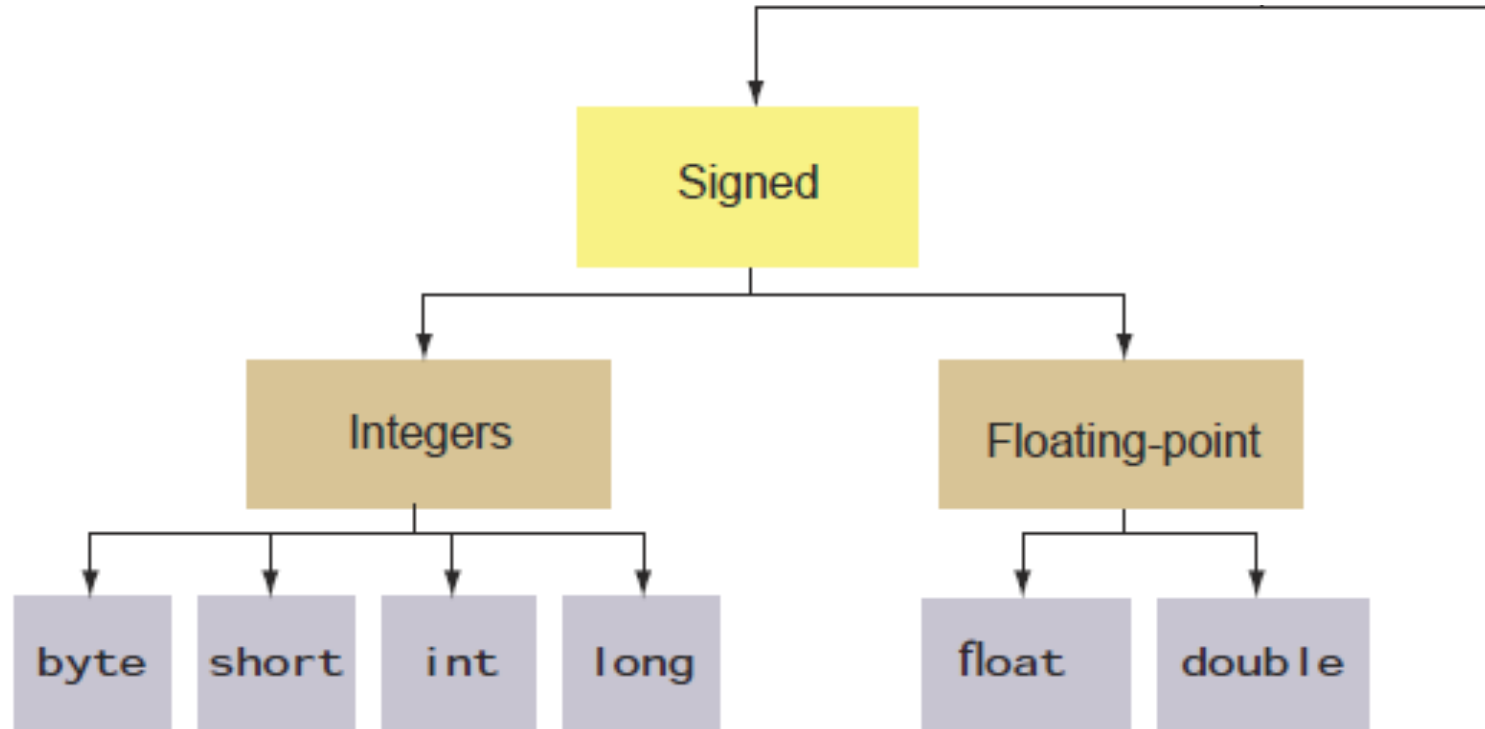 Signed
Integers
Floating-point
byte
short
int
long
float
double